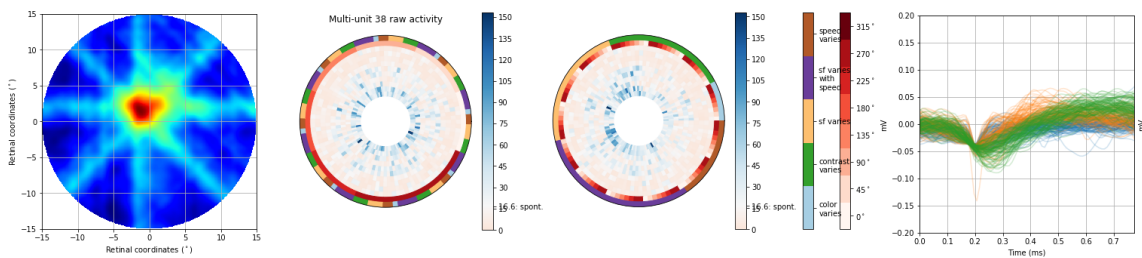 Multi-unit 38 raw activity
15
10
5
0
−5
−10
−15
Retinal coordinates (°)
−15 −10 −5 0 5 10 15
Retinal coordinates (°)
150
135
120
105
90
75
60
45
30
16.6: spont.
15
0
150
135
120
105
90
75
60
45
30
16.6: spont.
15
0
speed
varies
sf varies
with
speed
sf varies
contrast
varies
color
varies
315°
270°
225°
180°
135°
90°
45°
0°
mV
0.20
0.15
0.10
0.05
0.00
−0.05
−0.10
−0.15
−0.20
mV
0.0 0.1 0.2 0.3 0.4 0.5 0.6 0.7
Time (ms)